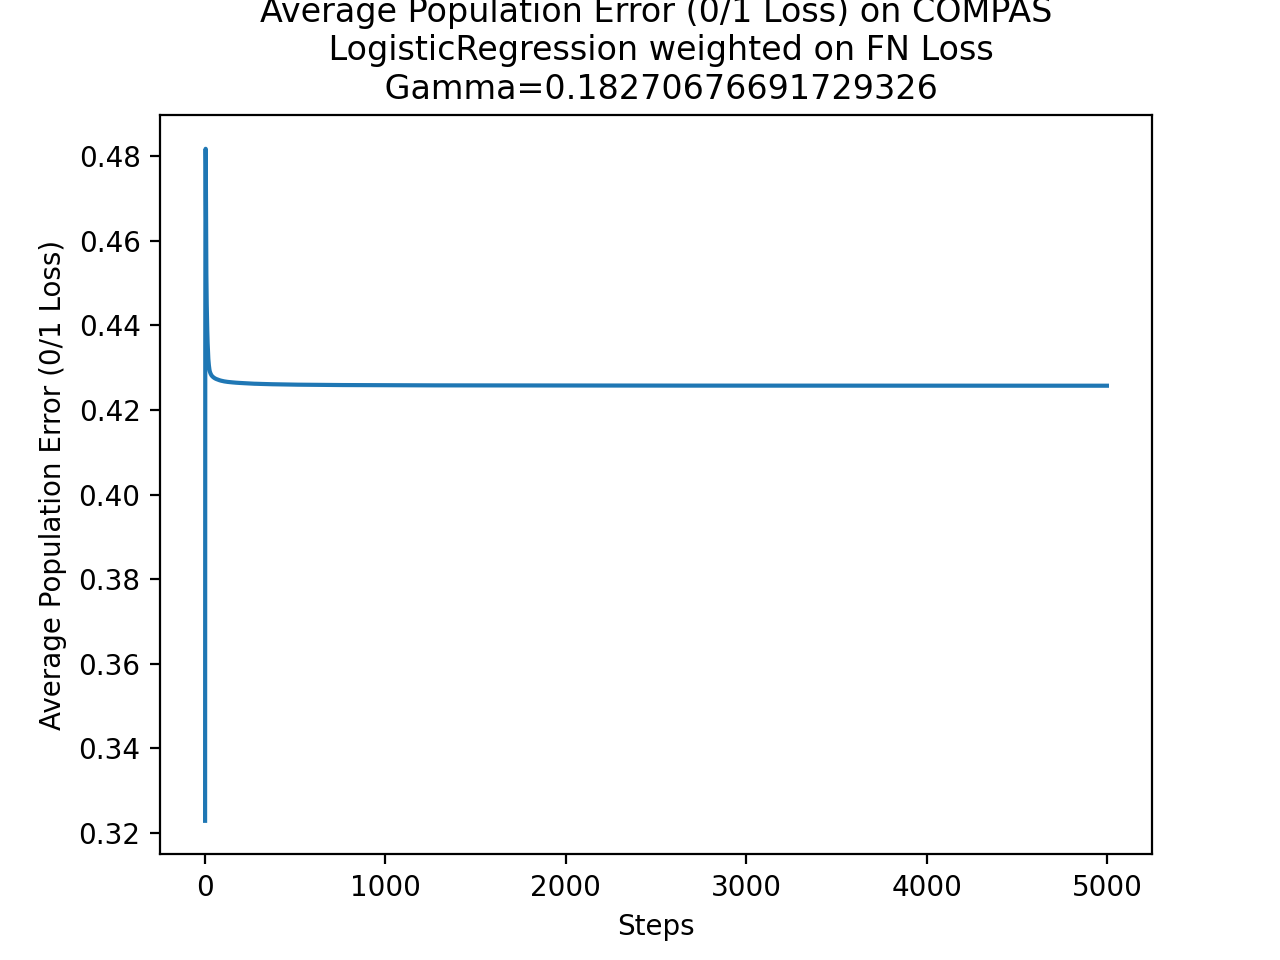 Average Population Error (0/1 Loss) on COMPAS
LogisticRegression weighted on FN Loss
Gamma=0.18270676691729326
Average Population Error (0/1 Loss)
0.48
0.46
0.44
0.42
0.40
0.38
0.36
0.34
0.32
0 1000 2000 3000 4000 5000
Steps